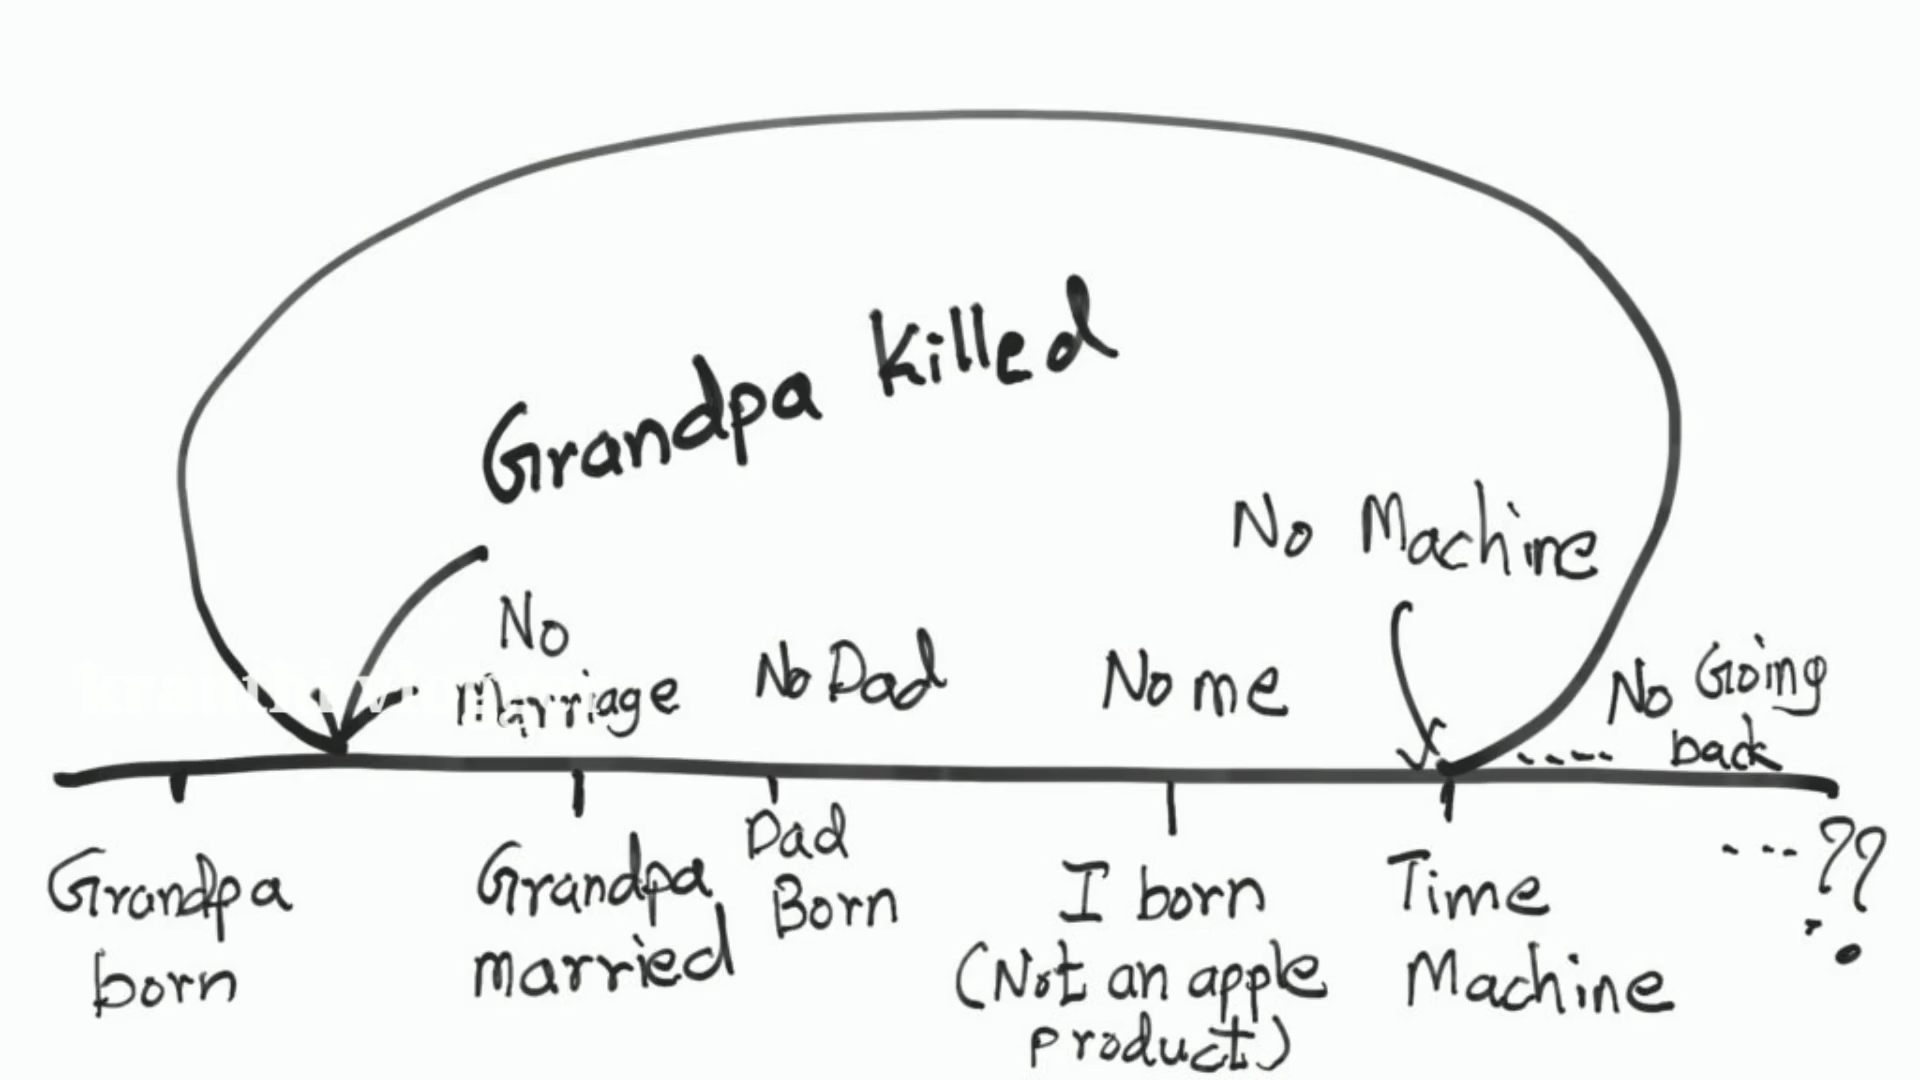 Grandpa Killed
No Machine
No
Marriage
No Dad
No me
No Going
back
Grandpa
born
Grandpa
married
Dad
Born
I born
(Not an apple
product)
Time
Machine
----??